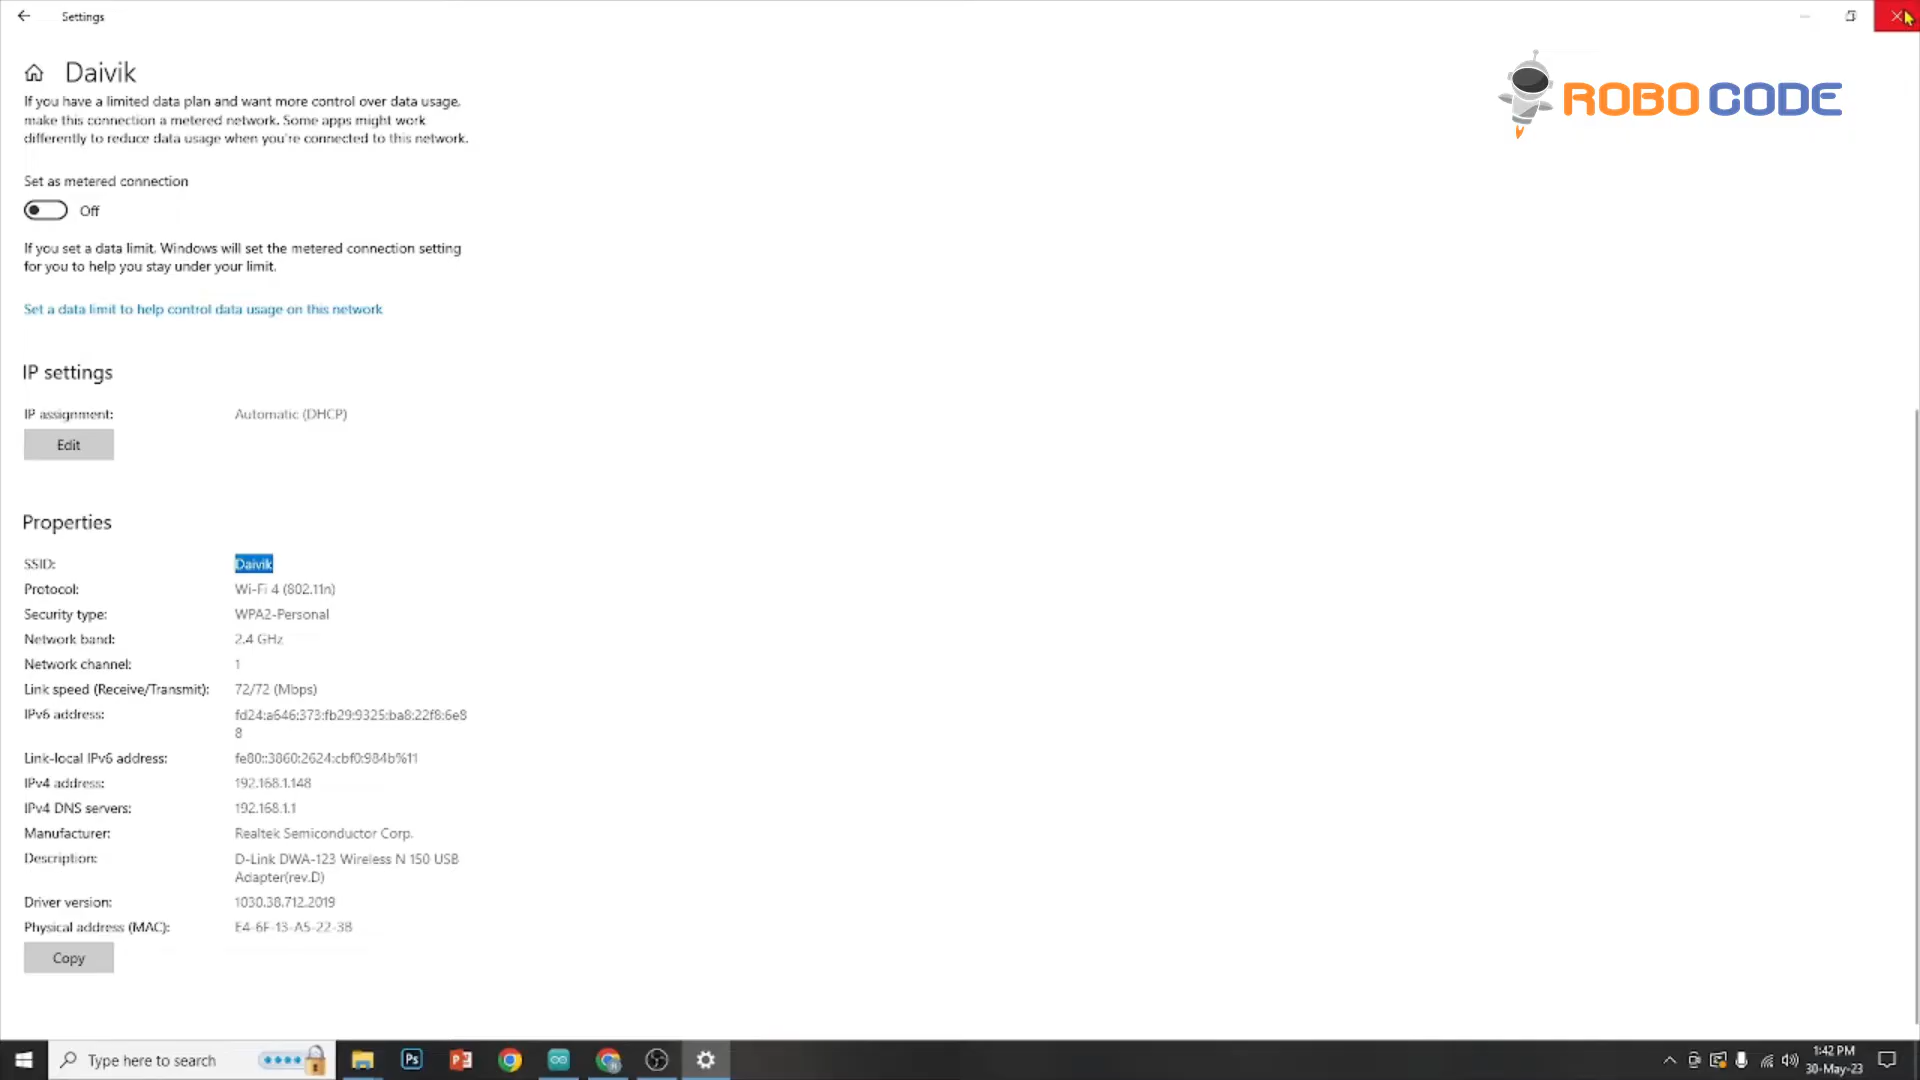 Settings
Daivik
ROBO CODE
If you have a limited data plan and want more control over data usage,
make this connection a metered network. Some apps might work
differently to reduce data usage when you're connected to this network.
Set as metered connection
Off
If you set a data limit, Windows will set the metered connection setting
for you to help you stay under your limit.
Set a data limit to help control data usage on this network
IP settings
IP assignment: Automatic (DHCP)
Edit
Properties
SSID: Daivik
Protocol: Wi-Fi 4 (802.11n)
Security type: WPA2-Personal
Network band: 2.4 GHz
Network channel: 1
Link speed (Receive/Transmit): 72/72 (Mbps)
IPv6 address: fd24:a646:373:fb29:9325:ba8:22f8:6e8
8
Link-local IPv6 address: fe80::3860:2624:cbf0:984b%11
IPv4 address: 192.168.1.148
IPv4 DNS servers: 192.168.1.1
Manufacturer: Realtek Semiconductor Corp.
Description: D-Link DWA-123 Wireless N 150 USB
Adapter(rev.D)
Driver version: 1030.38.712.2019
Physical address (MAC): E4-6F-13-A5-22-3B
Copy
Type here to search
Ps
1:42 PM
30-May-23